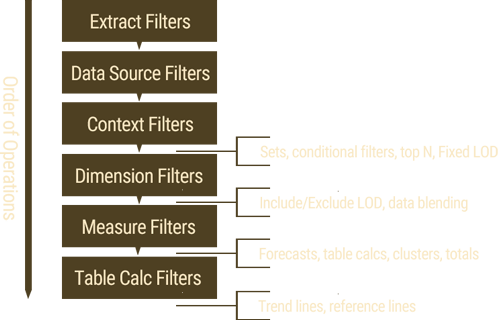 Order of Operations
Extract Filters
Data Source Filters
Context Filters
Sets, conditional filters, top N, Fixed LOD
Dimension Filters
Include/Exclude LOD, data blending
Measure Filters
Forecasts, table calcs, clusters, totals
Table Calc Filters
Trend lines, reference lines